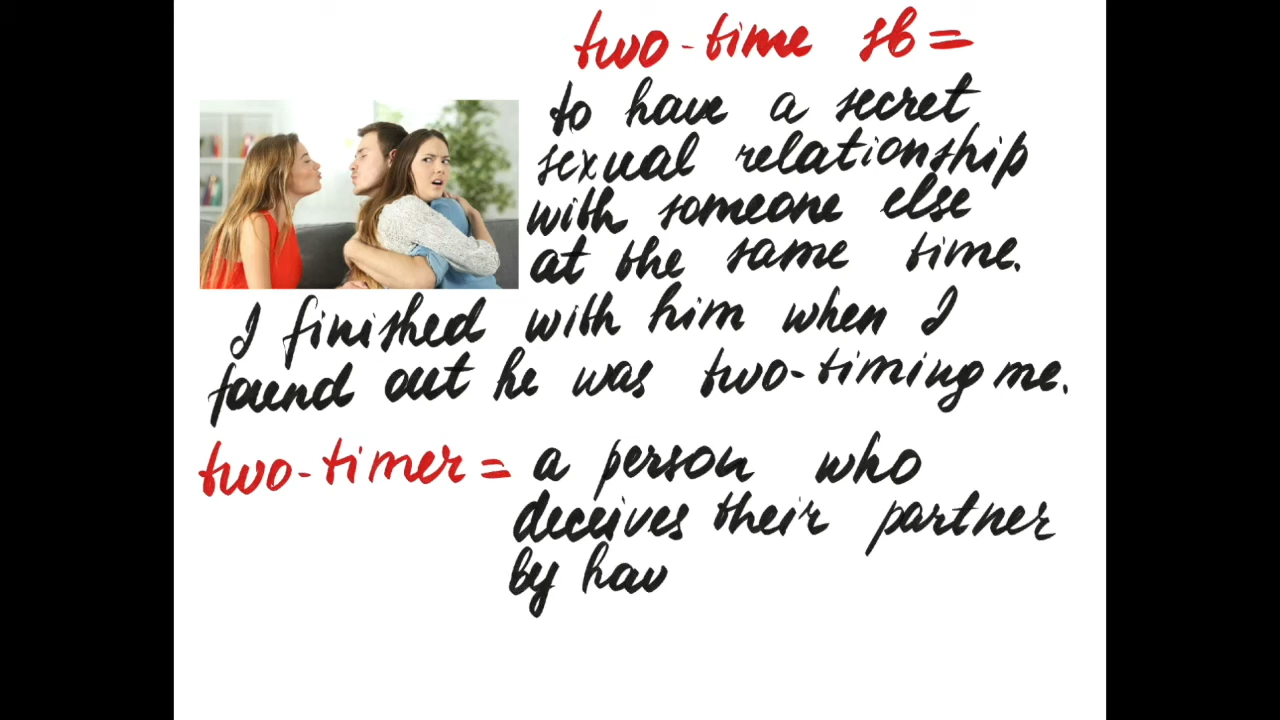 two-time sb =
to have a secret
sexual relationship
with someone else
at the same time.
I finished with him when I
found out he was two-timing me.
two-timer = a person who
deceives their partner
by hav